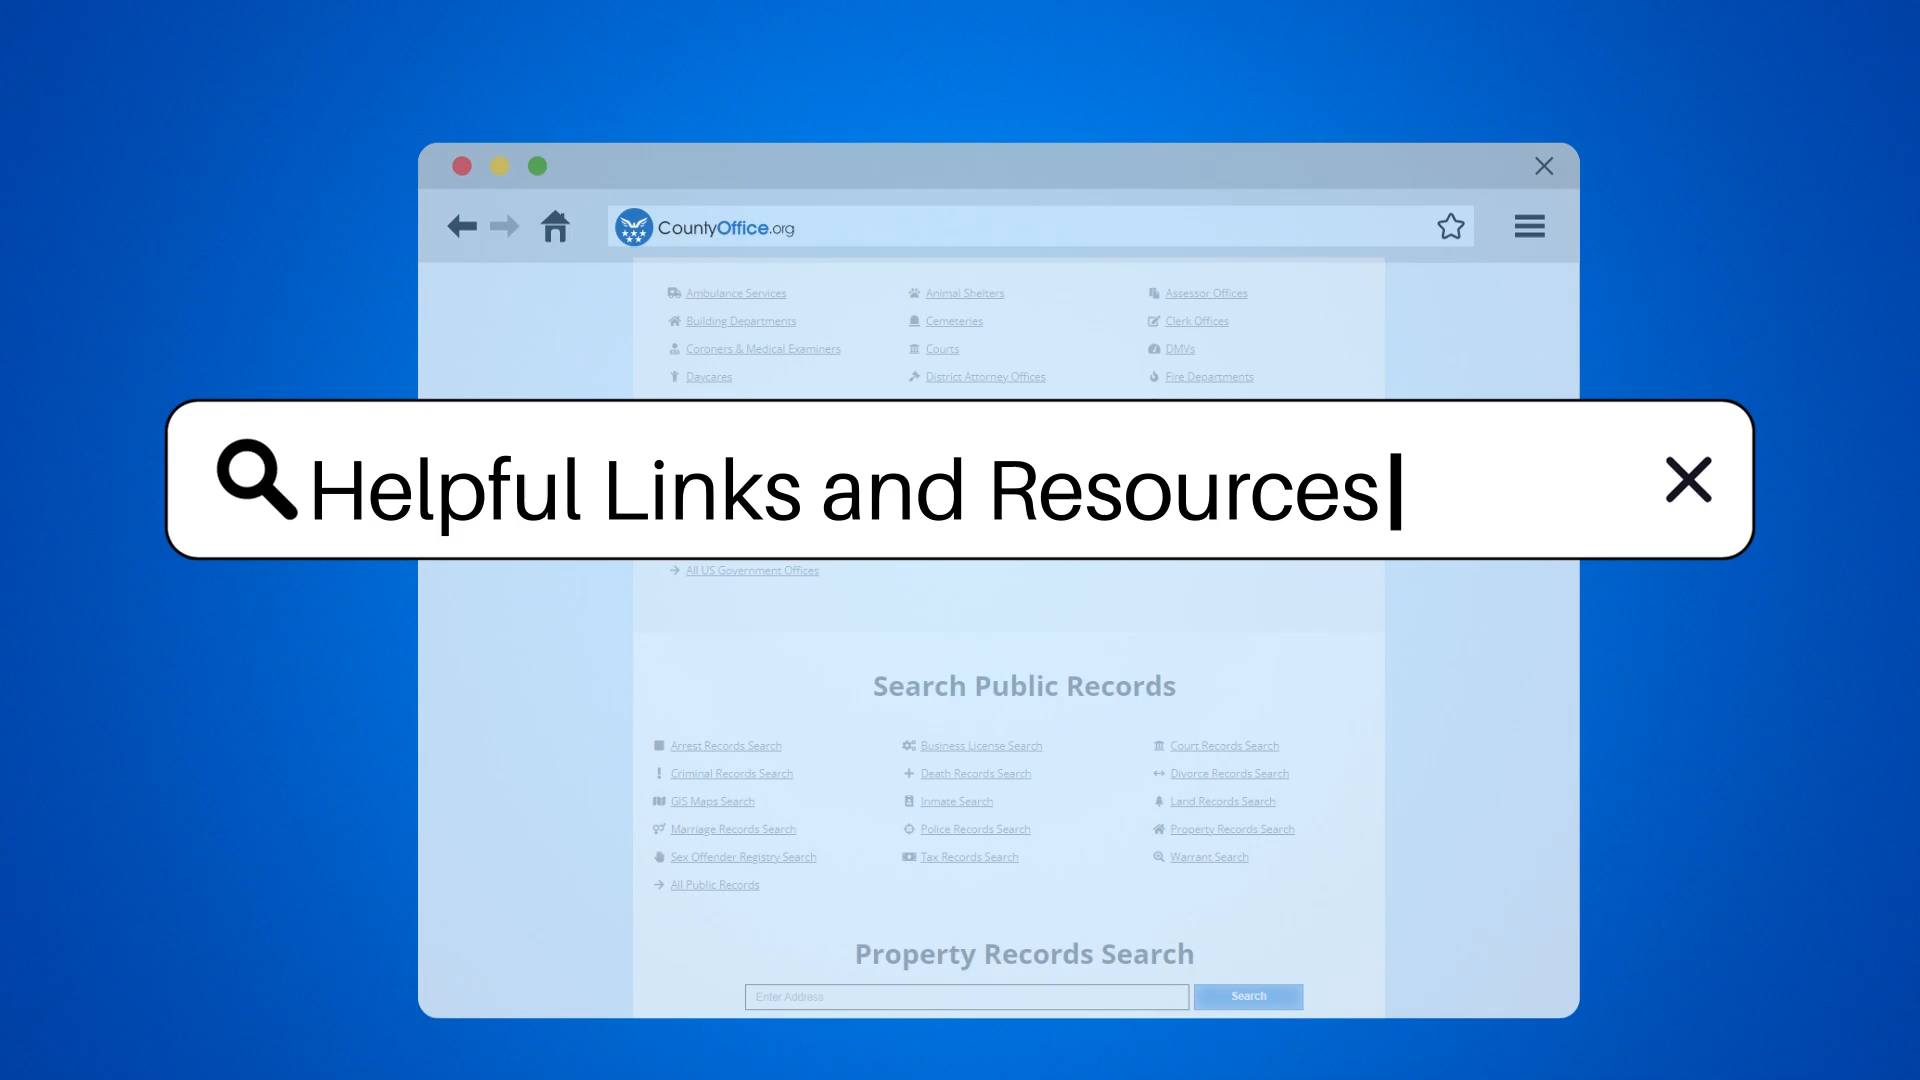 CountyOffice.org
Ambulance Services Animal Shelters Assessor Offices
Building Departments Cemeteries Clerk Offices
Coroners & Medical Examiners Courts DMVs
Daycares District Attorney Offices Fire Departments
Helpful Links and Resources
All US Government Offices
Search Public Records
Arrest Records Search Business License Search Court Records Search
Criminal Records Search Death Records Search Divorce Records Search
GIS Maps Search Inmate Search Land Records Search
Marriage Records Search Police Records Search Property Records Search
Sex Offender Registry Search Tax Records Search Warrant Search
All Public Records
Property Records Search
Enter Address Search